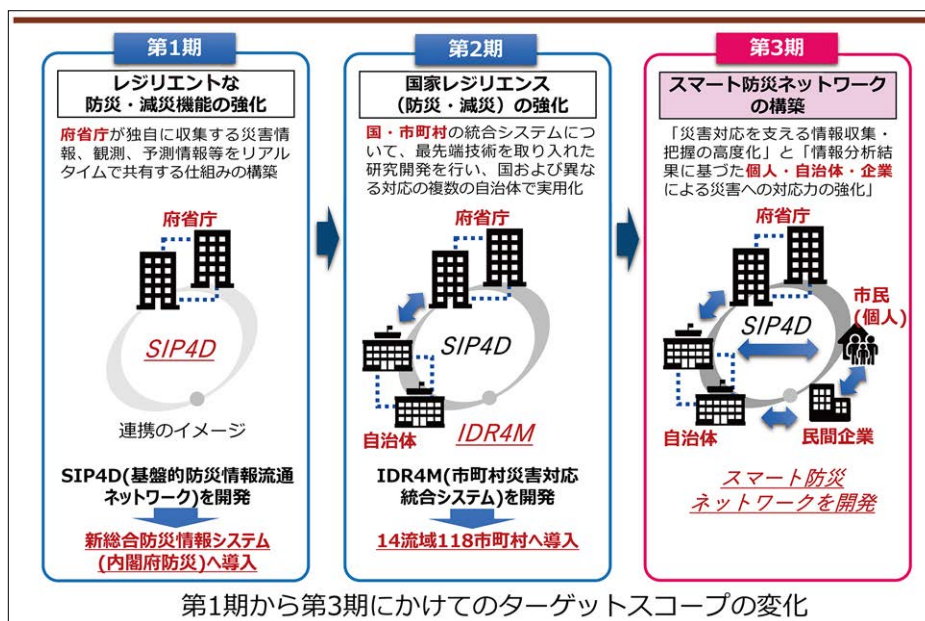 第1期
レジリエントな
防災・減災機能の強化
府省庁が独自に収集する災害情
報、観測、予測情報等をリアル
タイムで共有する仕組みの構築
府省庁
SIP4D
連携のイメージ
SIP4D(基盤的防災情報流通
ネットワーク)を開発
新総合防災情報システム
(内閣府防災)へ導入
第2期
国家レジリエンス
（防災・減災）の強化
国・市町村の統合システムについ
て、最先端技術を取り入れた
研究開発を行い、国および異な
る対応の複数の自治体で実用化
府省庁
SIP4D
自治体
IDR4M
IDR4M(市町村災害対応
統合システム)を開発
14流域118市町村へ導入
第3期
スマート防災ネットワーク
の構築
「災害対応を支える情報収集・
把握の高度化」と「情報分析結
果に基づた個人・自治体・企業
による災害への対応力の強化」
府省庁
市民
(個人)
SIP4D
自治体
民間企業
スマート防災
ネットワークを開発
第1期から第3期にかけてのターゲットスコープの変化